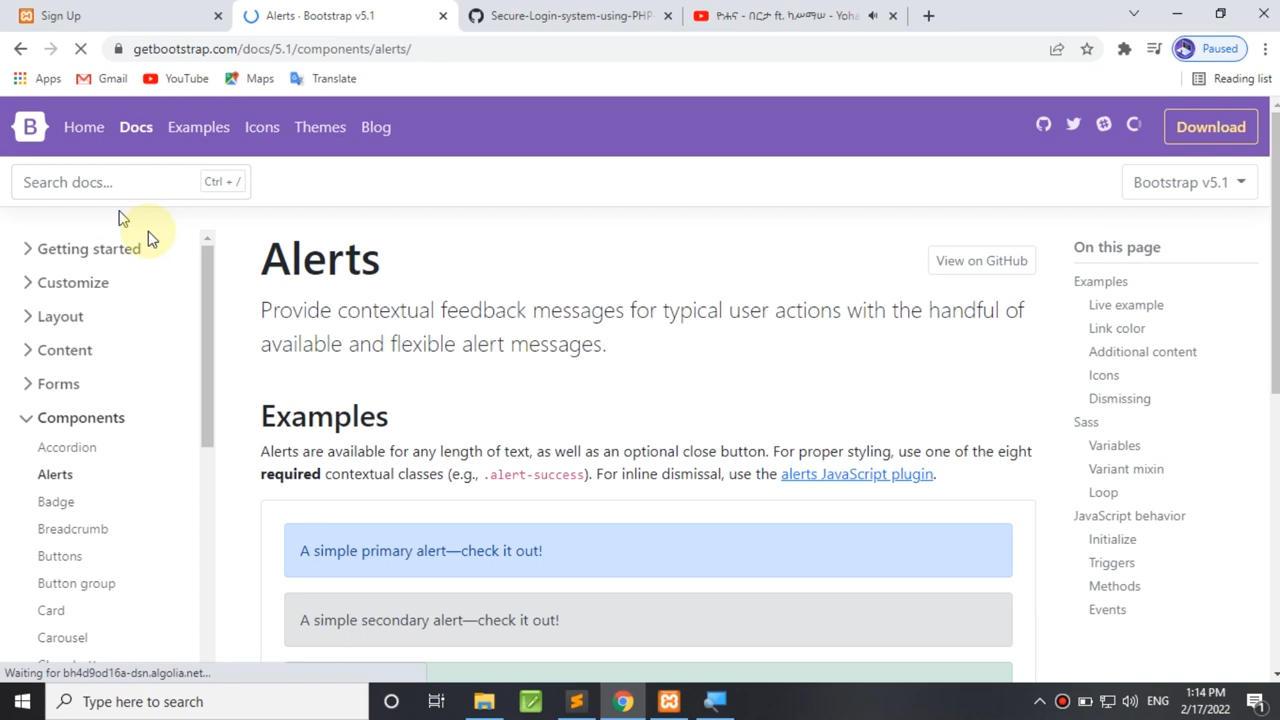 Sign Up
Alerts · Bootstrap v5.1
Secure-Login-system-using-PHP-
ዮሐና - በርታ ft. ካሥማሠ - Yoha
getbootstrap.com/docs/5.1/components/alerts/
Paused
Apps
Gmail
YouTube
Maps
Translate
Reading list
B
Home
Docs
Examples
Icons
Themes
Blog
Download
Search docs...
Ctrl + /
Bootstrap v5.1
Getting started
Customize
Layout
Content
Forms
Components
Accordion
Alerts
Badge
Breadcrumb
Buttons
Button group
Card
Carousel
Alerts
View on GitHub
Provide contextual feedback messages for typical user actions with the handful of
available and flexible alert messages.
Examples
Alerts are available for any length of text, as well as an optional close button. For proper styling, use one of the eight
required contextual classes (e.g., .alert-success). For inline dismissal, use the alerts JavaScript plugin.
A simple primary alert—check it out!
A simple secondary alert—check it out!
On this page
Examples
Live example
Link color
Additional content
Icons
Dismissing
Sass
Variables
Variant mixin
Loop
JavaScript behavior
Initialize
Triggers
Methods
Events
Waiting for bh4d9od16a-dsn.algolia.net...
Type here to search
ENG
1:14 PM
2/17/2022
1